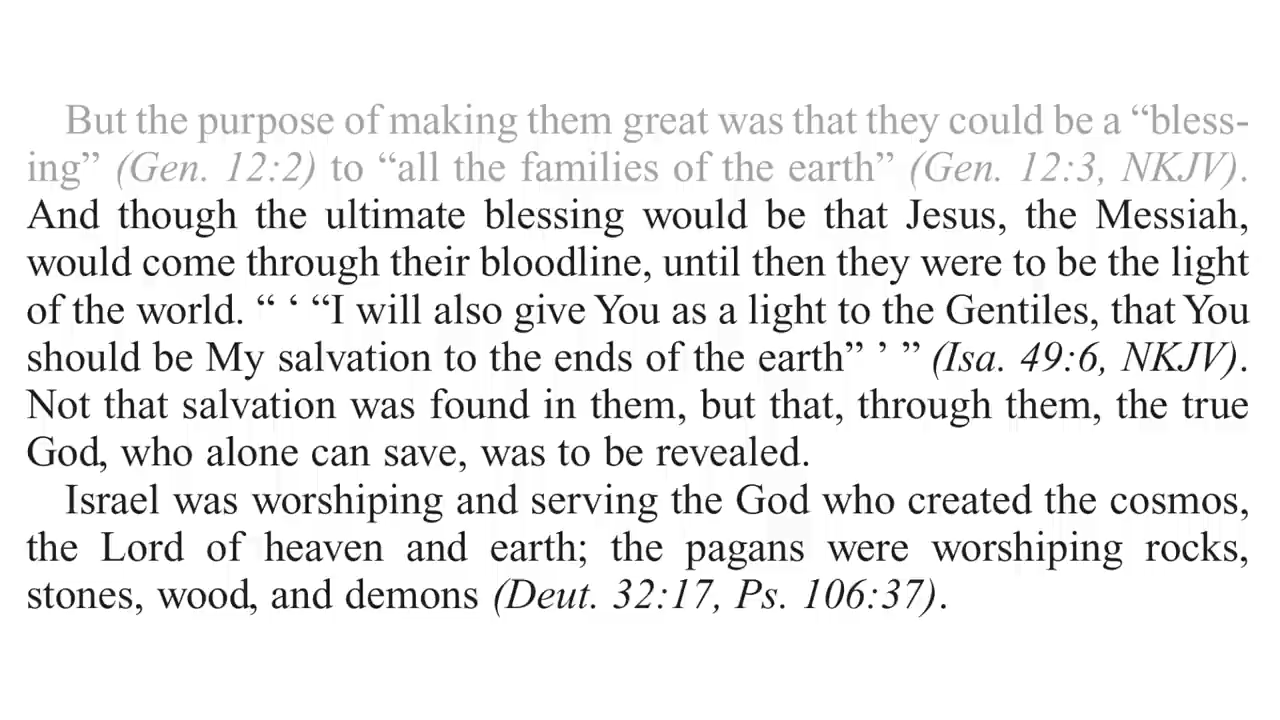 But the purpose of making them great was that they could be a “bless-
ing” (Gen. 12:2) to “all the families of the earth” (Gen. 12:3, NKJV).
And though the ultimate blessing would be that Jesus, the Messiah,
would come through their bloodline, until then they were to be the light
of the world. “ ‘ “I will also give You as a light to the Gentiles, that You
should be My salvation to the ends of the earth” ’ ” (Isa. 49:6, NKJV).
Not that salvation was found in them, but that, through them, the true
God, who alone can save, was to be revealed.
Israel was worshiping and serving the God who created the cosmos,
the Lord of heaven and earth; the pagans were worshiping rocks,
stones, wood, and demons (Deut. 32:17, Ps. 106:37).